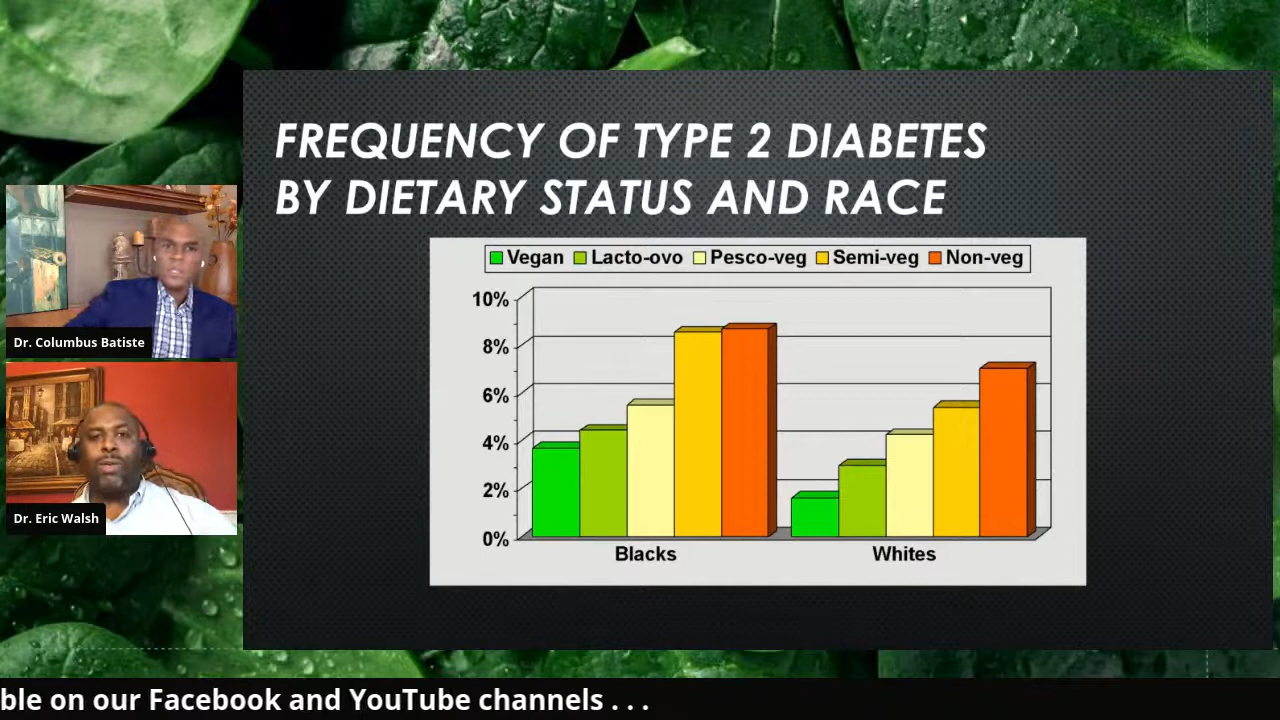 FREQUENCY OF TYPE 2 DIABETES
BY DIETARY STATUS AND RACE
Vegan Lacto-ovo Pesco-veg Semi-veg Non-veg
10%
8%
6%
4%
2%
0%
Blacks Whites
Dr. Columbus Batiste
Dr. Eric Walsh
ble on our Facebook and YouTube channels . . .